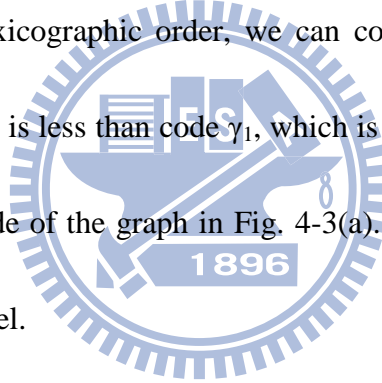 xicographic order, we can co
is less than code γ₁, which is
de of the graph in Fig. 4-3(a).
el.
E S A
1896